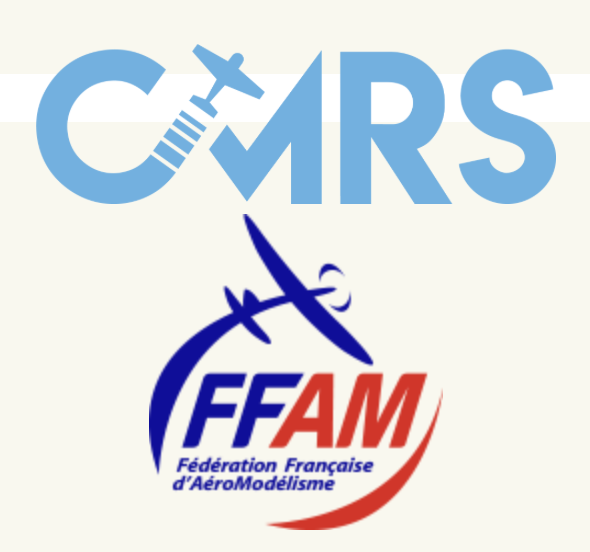 CMRS
FFAM
Fédération Française
d'AéroModélisme